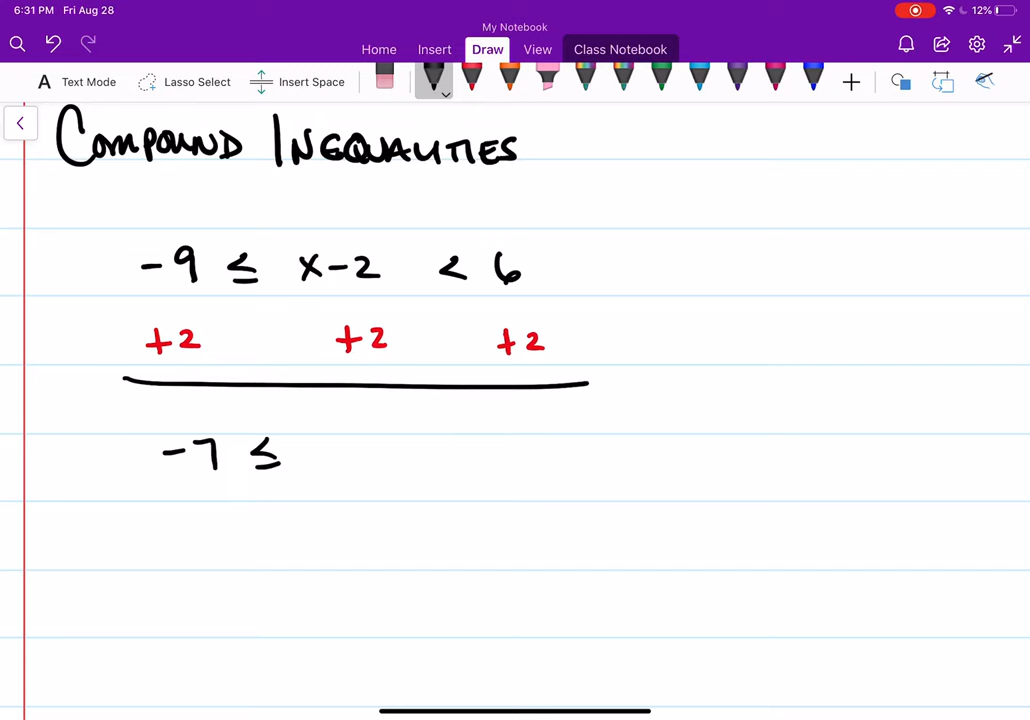 6:31 PM Fri Aug 28 12%
My Notebook
Home Insert Draw View Class Notebook
A Text Mode Lasso Select Insert Space
COMPOUND INEQUALITIES
-9 ≤ x-2 < 6
+2 +2 +2
-7 ≤